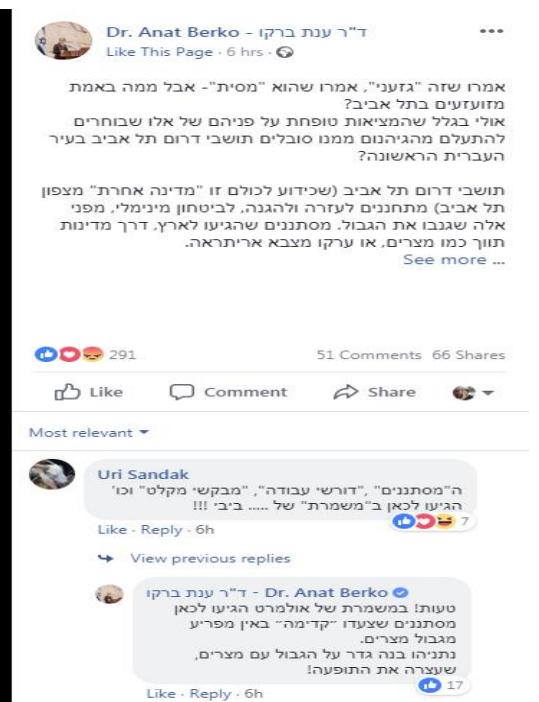 ד"ר ענת ברקו - Dr. Anat Berko
Like This Page · 6 hrs ·
אמרו שזה "גזעני", אמרו שהוא "מסית"- אבל ממה באמת
מזועזעים בתל אביב?
אולי בגלל שהמציאות טופחת על פניהם של אלו שבוחרים
להתעלם מהגיהנום ממנו סובלים תושבי דרום תל אביב בעיר
העברית הראשונה?
תושבי דרום תל אביב (שכידוע לכולם זו "מדינה אחרת" מצפון
תל אביב) מתחננים לעזרה ולהגנה, לביטחון מינימלי, מפני
אלה שגנבו את הגבול. מסתננים שהגיעו לארץ, דרך מדינות
תווך כמו מצרים, או ערקו מצבא אריתראה.
See more ...
291
51 Comments 66 Shares
Like Comment Share
Most relevant
Uri Sandak
ה"מסתננים" ,"דורשי עבודה", "מבקשי מקלט" וכו'
הגיעו לכאן ב"משמרת" של ..... ביבי !!!
7
Like · Reply · 6h
View previous replies
ד"ר ענת ברקו - Dr. Anat Berko
טעות! במשמרת של אולמרט הגיעו לכאן
מסתננים שצעדו ״קדימה״ באין מפריע
מגבול מצרים.
נתניהו בנה גדר על הגבול עם מצרים,
שעצרה את התופעה!
17
Like · Reply · 6h